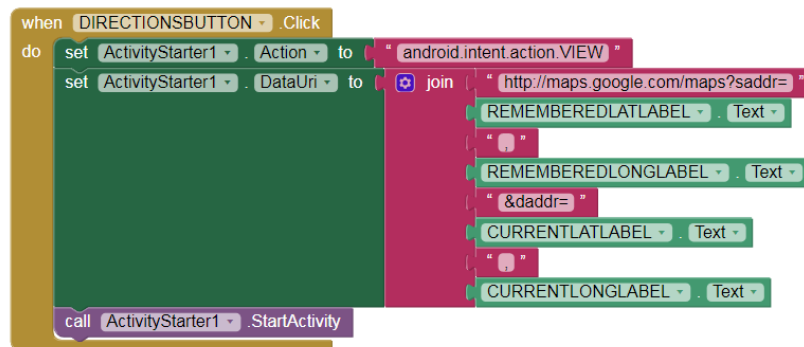 when DIRECTIONSBUTTON .Click
do set ActivityStarter1 . Action to " android.intent.action.VIEW "
set ActivityStarter1 . DataUri to join " http://maps.google.com/maps?saddr= "
REMEMBEREDLATLABEL . Text
" , "
REMEMBEREDLONGLABEL . Text
" &daddr= "
CURRENTLATLABEL . Text
" , "
CURRENTLONGLABEL . Text
call ActivityStarter1 .StartActivity